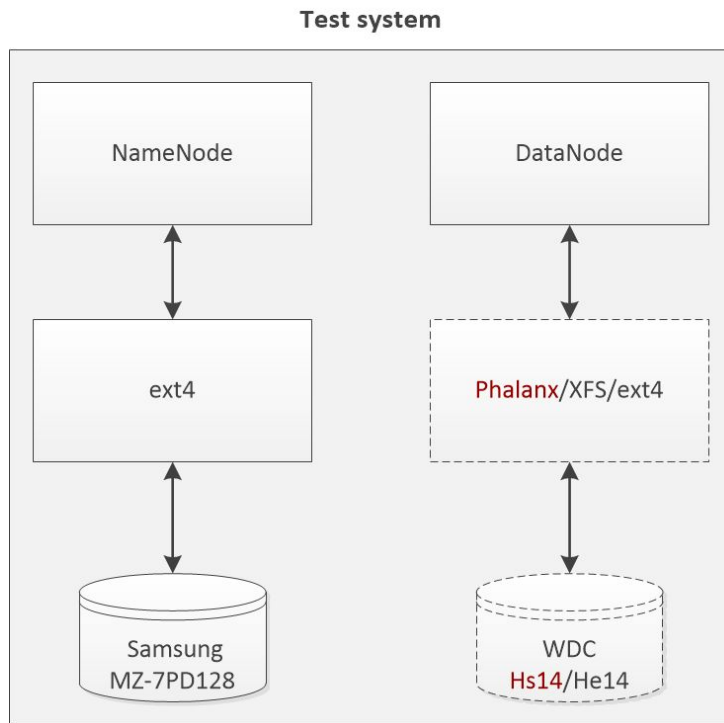 Test system
NameNode
DataNode
ext4
Phalanx/XFS/ext4
Samsung
MZ-7PD128
WDC
Hs14/He14